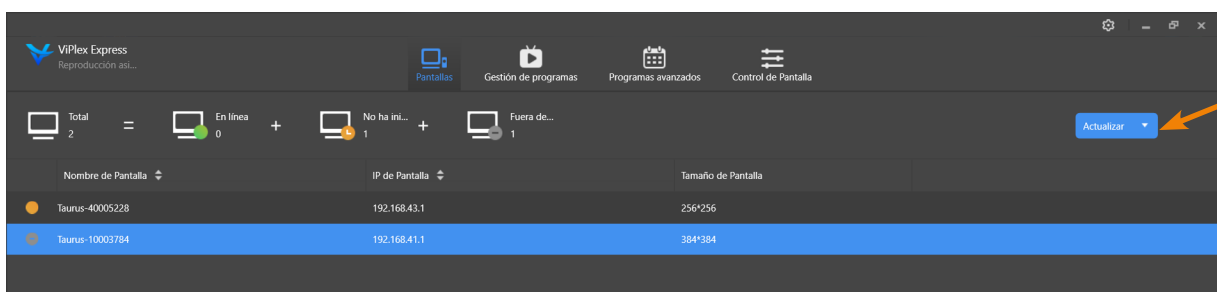 ViPlex Express
Reproducción asi...
Pantallas
Gestión de programas
Programas avanzados
Control de Pantalla
Total
2
=
En línea
0
+
No ha ini...
1
+
Fuera de...
1
Actualizar
Nombre de Pantalla
IP de Pantalla
Tamaño de Pantalla
Taurus-40005228
192.168.43.1
256*256
Taurus-10003784
192.168.41.1
384*384